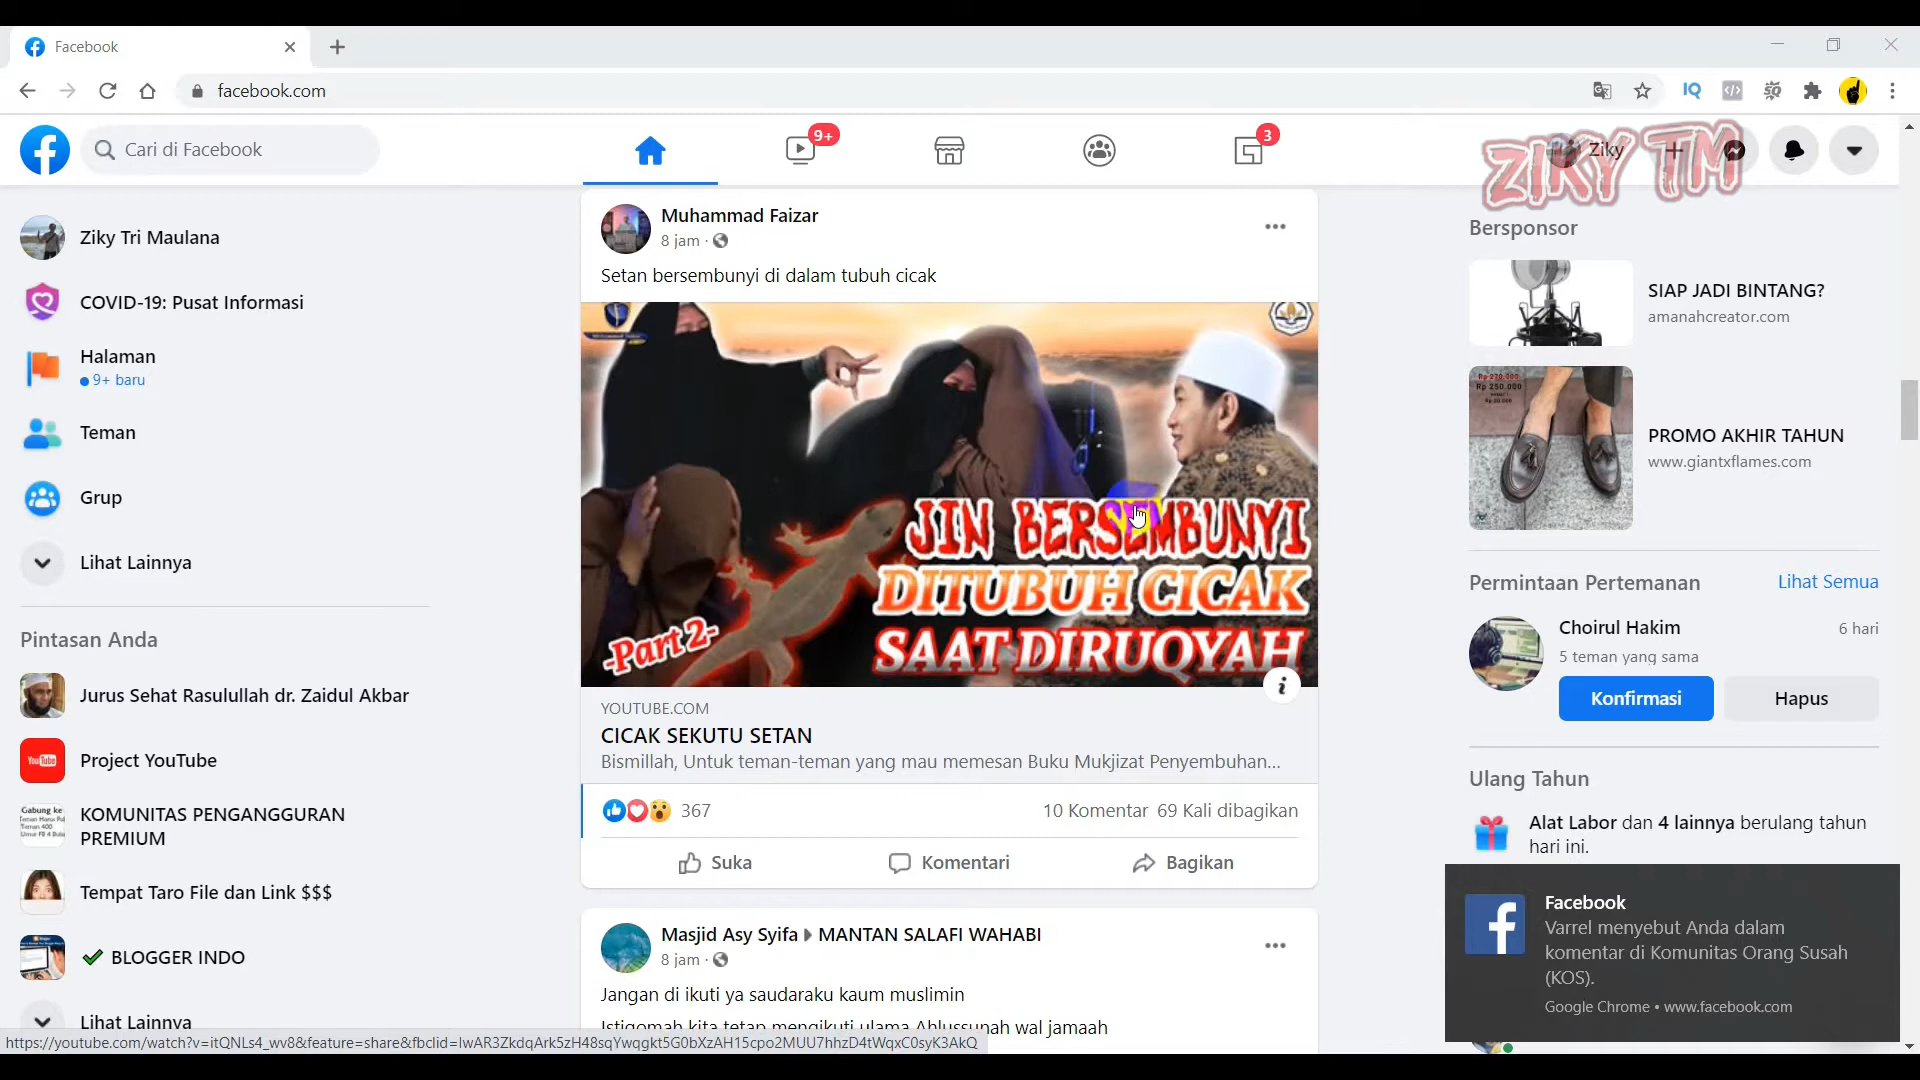 Facebook
facebook.com
Cari di Facebook
9+
3
Ziky
ZIKY TM
Ziky Tri Maulana
COVID-19: Pusat Informasi
Halaman
9+ baru
Teman
Grup
Lihat Lainnya
Pintasan Anda
Jurus Sehat Rasulullah dr. Zaidul Akbar
YouTube
Project YouTube
Gabung ke
KOMUNITAS PENGANGGURAN
PREMIUM
Tempat Taro File dan Link $$$
BLOGGER INDO
Lihat Lainnya
Muhammad Faizar
8 jam ·
Setan bersembunyi di dalam tubuh cicak
JIN BERSEMBUNYI
DITUBUH CICAK
-Part 2-
SAAT DIRUQYAH
YOUTUBE.COM
CICAK SEKUTU SETAN
Bismillah, Untuk teman-teman yang mau memesan Buku Mukjizat Penyembuhan...
367
10 Komentar 69 Kali dibagikan
Suka
Komentari
Bagikan
Masjid Asy Syifa MANTAN SALAFI WAHABI
8 jam ·
Jangan di ikuti ya saudaraku kaum muslimin
Istiqomah kita tetap mengikuti ulama Ahlussunah wal jamaah
Bersponsor
SIAP JADI BINTANG?
amanahcreator.com
Rp 250.000
PROMO AKHIR TAHUN
www.giantxflames.com
Permintaan Pertemanan
Lihat Semua
Choirul Hakim
6 hari
5 teman yang sama
Konfirmasi
Hapus
Ulang Tahun
Alat Labor dan 4 lainnya berulang tahun
hari ini.
Facebook
Varrel menyebut Anda dalam
komentar di Komunitas Orang Susah
(KOS).
Google Chrome • www.facebook.com
https://youtube.com/watch?v=itQNLs4_wv8&feature=share&fbclid=IwAR3ZkdqArk5zH48sqYwqgkt5G0bXzAH15cpo2MUU7hhzD4tWqxC0syK3AkQ